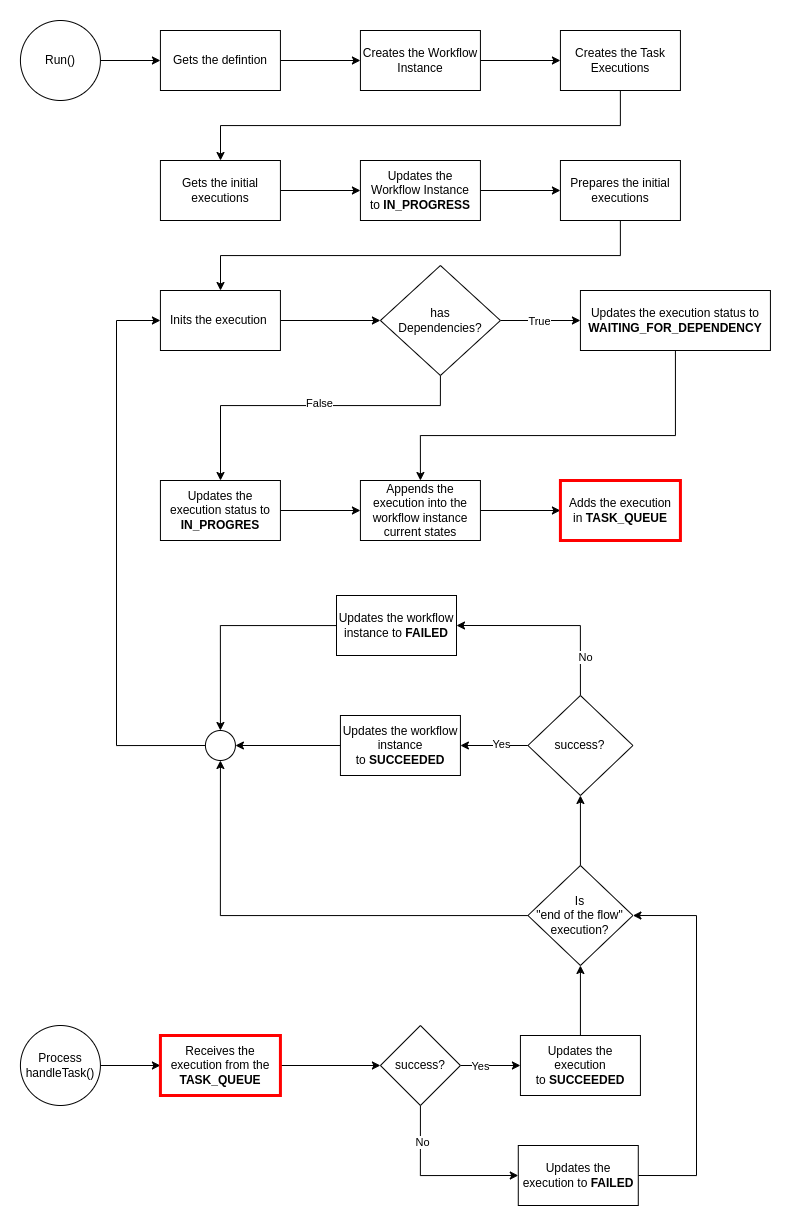 Run()
Gets the defintion
Creates the Workflow
Instance
Creates the Task
Executions
Gets the initial
executions
Updates the
Workflow Instance
to IN_PROGRESS
Prepares the initial
executions
Inits the execution
has
Dependencies?
True
Updates the execution status to
WAITING_FOR_DEPENDENCY
False
Updates the
execution status to
IN_PROGRES
Appends the
execution into the
workflow instance
current states
Adds the execution
in TASK_QUEUE
Updates the workflow
instance to FAILED
No
Updates the workflow
instance
to SUCCEEDED
Yes
success?
Is
"end of the flow"
execution?
Process
handleTask()
Receives the
execution from the
TASK_QUEUE
success?
Yes
Updates the
execution
to SUCCEEDED
No
Updates the
execution to FAILED